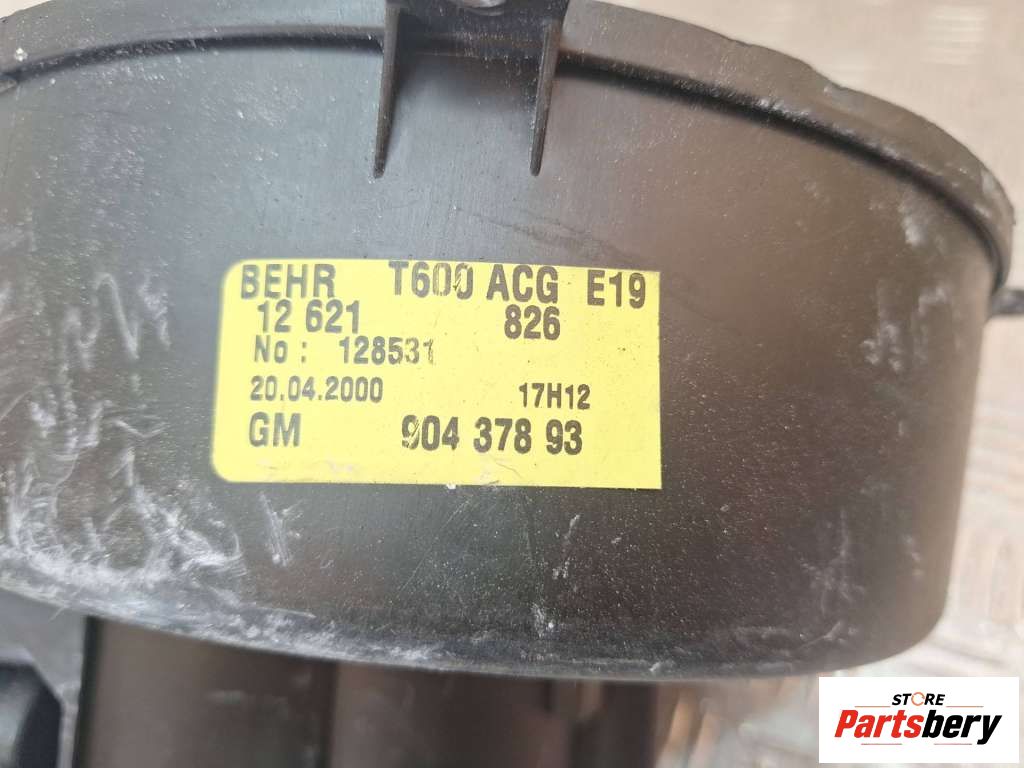 BEHR T600 ACG E19
12 621 826
No: 128531
20.04.2000 17H12
GM 904 378 93
STORE
Partsbery